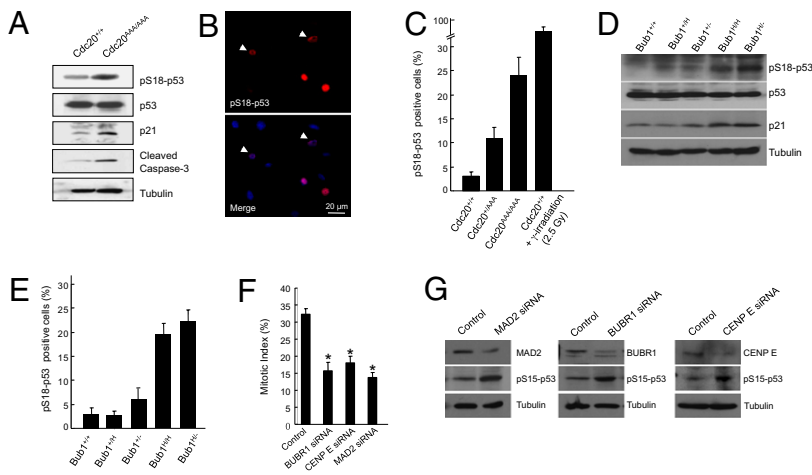 A
Cdc20+/+
Cdc20AAA/AAA
pS18-p53
p53
p21
Cleaved
Caspase-3
Tubulin
B
pS18-p53
Merge
20 µm
C
pS18-p53 positive cells (%)
100
80
30
25
20
15
10
5
0
Cdc20+/+
Cdc20+/AAA
Cdc20AAA/AAA
Cdc20+/+
+ γ-irradiation
(2.5 Gy)
D
Bub1+/+
Bub1+/H
Bub1+/-
Bub1H/H
Bub1H/-
pS18-p53
p53
p21
Tubulin
E
pS18-p53 positive cells (%)
30
25
20
15
10
5
0
Bub1+/+
Bub1+/H
Bub1+/-
Bub1H/H
Bub1H/-
F
Mitotic Index (%)
40
35
30
25
20
15
10
5
0
* * *
Control
BUBR1 siRNA
CENP E siRNA
MAD2 siRNA
G
Control
MAD2 siRNA
MAD2
pS15-p53
Tubulin
Control
BUBR1 siRNA
BUBR1
pS15-p53
Tubulin
Control
CENP E siRNA
CENP E
pS15-p53
Tubulin